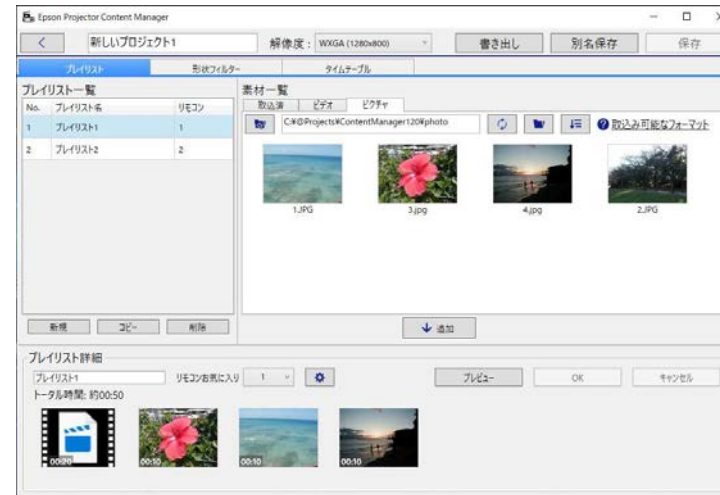 Epson Projector Content Manager
新しいプロジェクト1 解像度: WXGA (1280x800) 書き出し 別名保存 保存
プレイリスト 形状フィルター タイムテーブル
プレイリスト一覧
No. プレイリスト名 リモコン
1 プレイリスト1 1
2 プレイリスト2 2
新規 コピー 削除
素材一覧
取込済 ビデオ ピクチャ
C:¥@Projects¥ContentManager120¥photo 取込み可能なフォーマット
1.JPG 3.jpg 4.jpg 2.JPG
追加
プレイリスト詳細
プレイリスト1 リモコンお気に入り 1 プレビュー OK キャンセル
トータル時間: 約00:50
00:20 00:10 00:10 00:10